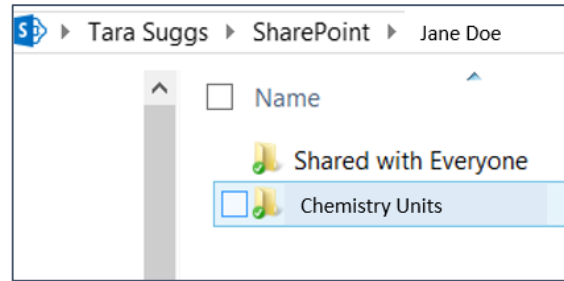 Tara Suggs SharePoint Jane Doe
Name
Shared with Everyone
Chemistry Units